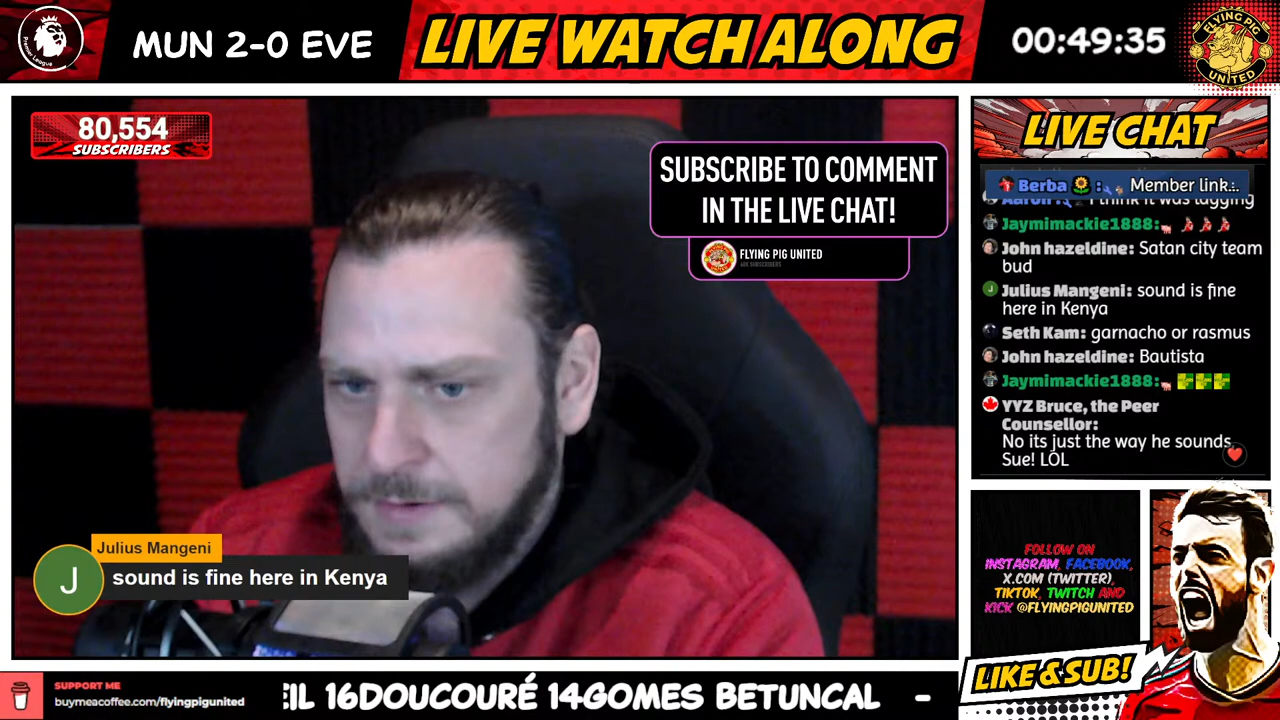 Premier League
MUN 2-0 EVE
LIVE WATCH ALONG
00:49:35
FLYING PIG
UNITED
80,554
SUBSCRIBERS
SUBSCRIBE TO COMMENT
IN THE LIVE CHAT!
FLYING PIG UNITED
LIVE CHAT
Berba : Member link...
Aaron: I think it was lagging
Jaymimackie1888:
John hazeldine: Satan city team
bud
Julius Mangeni: sound is fine
here in Kenya
Seth Kam: garnacho or rasmus
John hazeldine: Bautista
Jaymimackie1888:
YYZ Bruce, the Peer
Counsellor:
No its just the way he sounds,
Sue! LOL
Julius Mangeni
J sound is fine here in Kenya
FOLLOW ON
INSTAGRAM, FACEBOOK,
X.COM (TWITTER),
TIKTOK, TWITCH AND
KICK @FLYINGPIGUNITED
LIKE & SUB!
SUPPORT ME
buymeacoffee.com/flyingpigunited
IL 16DOUCOURÉ 14GOMES BETUNCAL -